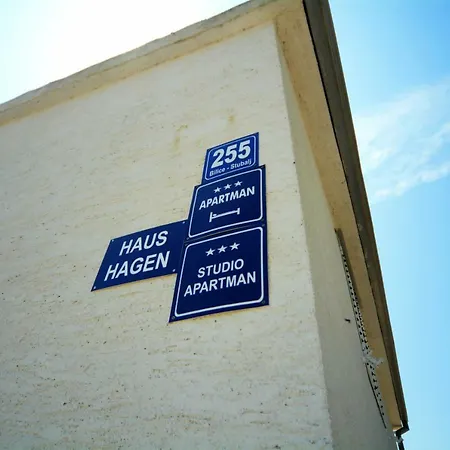 255
Bilice - Stubalj
APARTMAN
HAUS
HAGEN
STUDIO
APARTMAN